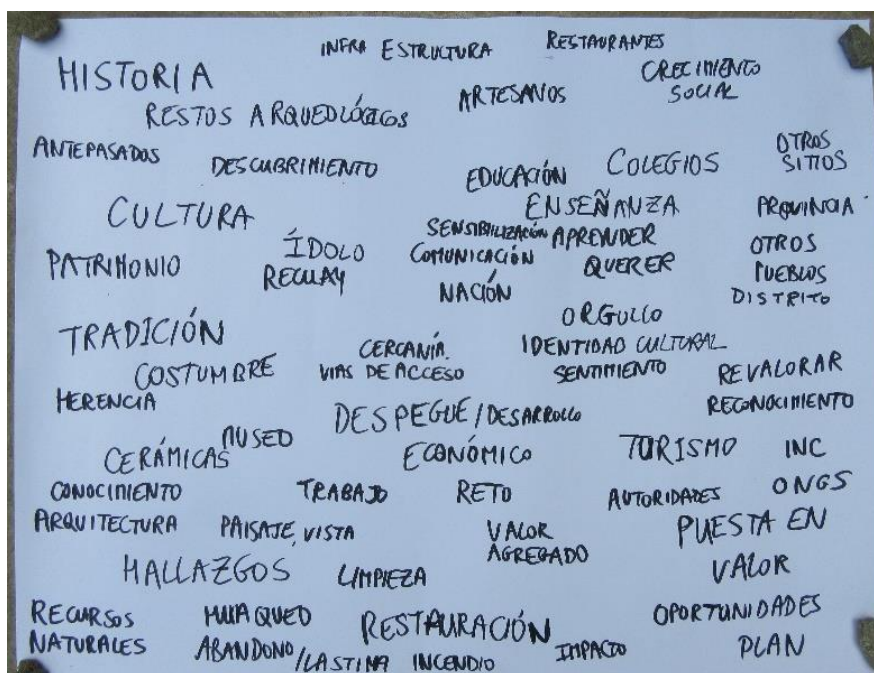 INFRA ESTRUCTURA RESTAURANTES
HISTORIA CRECIMIENTO
ARTESANOS SOCIAL
RESTOS ARQUEOLÓGICOS
ANTEPASADOS DESCUBRIMIENTO OTROS
EDUCACIÓN COLEGIOS SITIOS
CULTURA ENSEÑANZA PROVINCIA
SENSIBILIZACIÓN APRENDER
ÍDOLO COMUNICACIÓN OTROS
PATRIMONIO RECUAY QUERER PUEBLOS
NACIÓN DISTRITO
ORGULLO
TRADICIÓN CERCANÍA. IDENTIDAD CULTURAL
COSTUMBRE VIAS DE ACCESO SENTIMIENTO REVALORAR
HERENCIA DESPEGUE/DESARROLLO RECONOCIMIENTO
MUSEO
CERÁMICAS ECONÓMICO TURISMO INC
CONOCIMIENTO TRABAJO RETO AUTORIDADES ONGS
ARQUITECTURA PAISAJE, VISTA VALOR PUESTA EN
AGREGADO
HALLAZGOS LIMPIEZA VALOR
RECURSOS HUAQUEO RESTAURACIÓN OPORTUNIDADES
NATURALES ABANDONO/LASTIMA INCENDIO IMPACTO PLAN